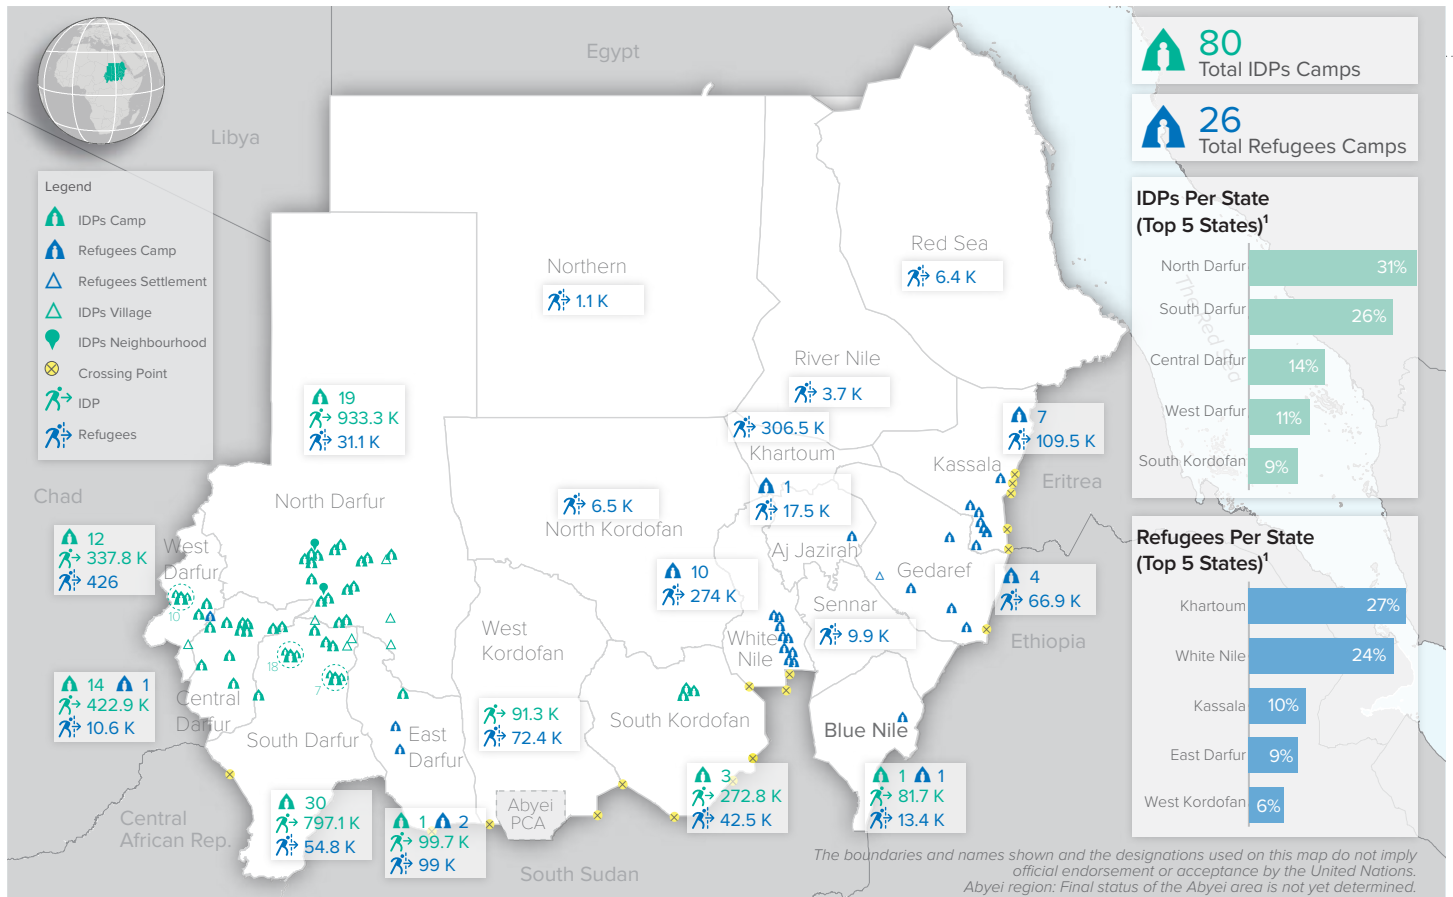 Egypt
Libya
Chad
Central
African Rep.
South Sudan
Ethiopia
Eritrea
The Red Sea
Legend
IDPs Camp
Refugees Camp
Refugees Settlement
IDPs Village
IDPs Neighbourhood
Crossing Point
IDP
Refugees
80
Total IDPs Camps
26
Total Refugees Camps
IDPs Per State
(Top 5 States)¹
North Darfur 31%
South Darfur 26%
Central Darfur 14%
West Darfur 11%
South Kordofan 9%
Refugees Per State
(Top 5 States)¹
Khartoum 27%
White Nile 24%
Kassala 10%
East Darfur 9%
West Kordofan 6%
Northern
1.1 K
Red Sea
6.4 K
River Nile
3.7 K
306.5 K
Khartoum
19
933.3 K
31.1 K
North Darfur
7
109.5 K
Kassala
1
17.5 K
Aj Jazirah
6.5 K
North Kordofan
12
337.8 K
426
West
Darfur
10
10
274 K
White
Nile
Gedaref
4
66.9 K
Sennar
9.9 K
West
Kordofan
91.3 K
72.4 K
18
7
14 1
422.9 K
10.6 K
Central
Darfur
South Darfur
30
797.1 K
54.8 K
East
Darfur
1 2
99.7 K
99 K
Abyei
PCA
South Kordofan
3
272.8 K
42.5 K
Blue Nile
1 1
81.7 K
13.4 K
The boundaries and names shown and the designations used on this map do not imply
official endorsement or acceptance by the United Nations.
Abyei region: Final status of the Abyei area is not yet determined.